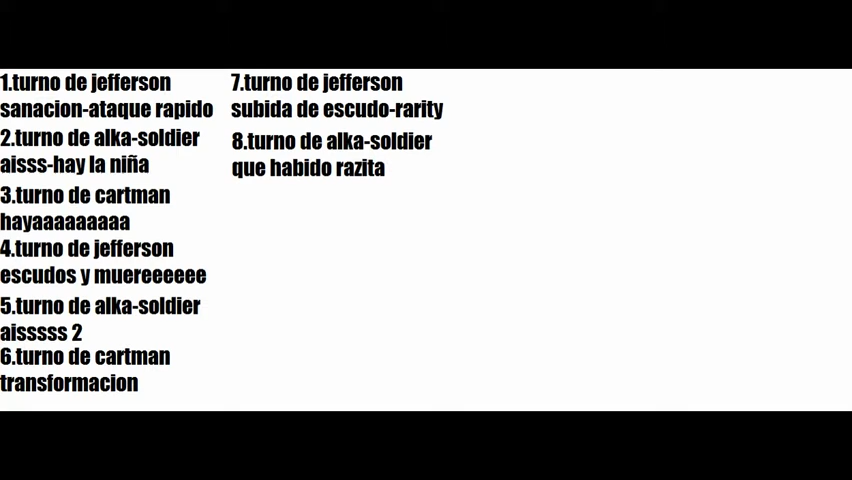 1.turno de jefferson
sanacion-ataque rapido
2.turno de alka-soldier
aisss-hay la niña
3.turno de cartman
hayaaaaaaaaa
4.turno de jefferson
escudos y muereeeeee
5.turno de alka-soldier
aisssss 2
6.turno de cartman
transformacion
7.turno de jefferson
subida de escudo-rarity
8.turno de alka-soldier
que habido razita